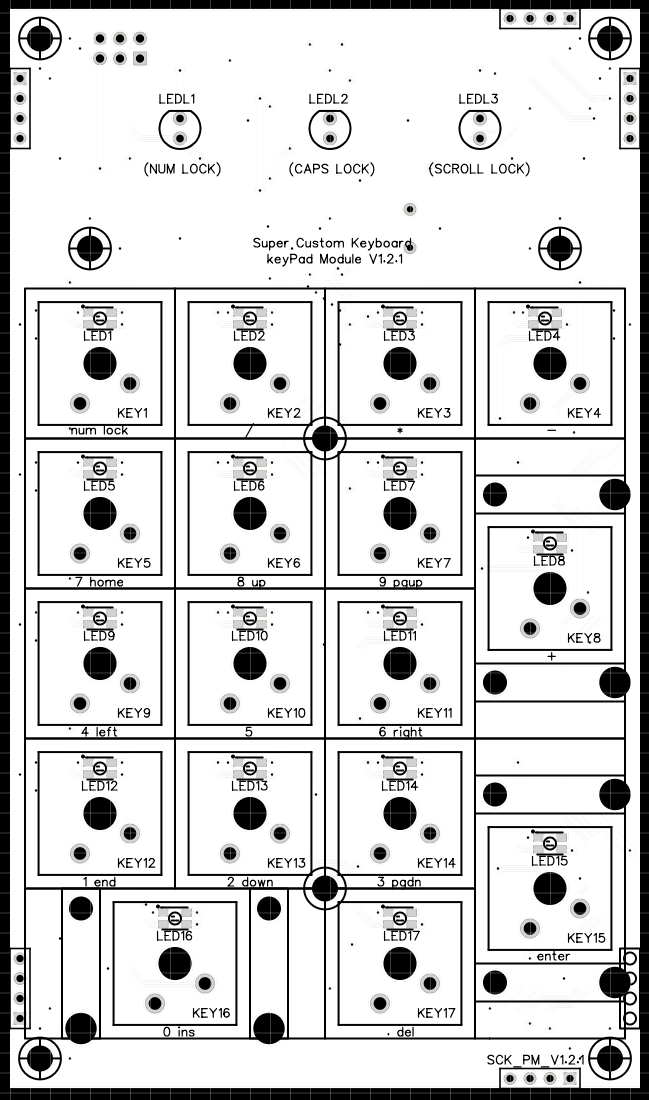 LEDL1 LEDL2 LEDL3
(NUM LOCK) (CAPS LOCK) (SCROLL LOCK)
Super Custom Keyboard
keyPad Module V1.2.1
LED1 LED2 LED3 LED4
KEY1 KEY2 KEY3 KEY4
num lock / * -
LED5 LED6 LED7
KEY5 KEY6 KEY7
LED8
7 home 8 up 9 pgup
LED9 LED10 LED11
KEY8
+
KEY9 KEY10 KEY11
4 left 5 6 right
LED12 LED13 LED14
KEY12 KEY13 KEY14
LED15
1 end 2 down 3 pgdn
LED16 LED17
KEY15
enter
KEY16 KEY17
0 ins . del
SCK_PM_V1.2.1